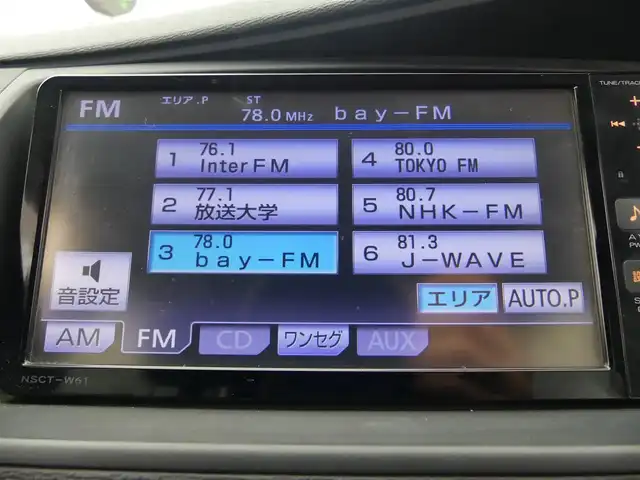 TUNE/TRACK
FM エリア.P ST 78.0 MHz bay-FM
1 76.1 InterFM
4 80.0 TOKYO FM
2 77.1 放送大学
5 80.7 NHK-FM
3 78.0 bay-FM
6 81.3 J-WAVE
音設定
エリア AUTO.P
AM FM CD ワンセグ AUX
NSCT-W61